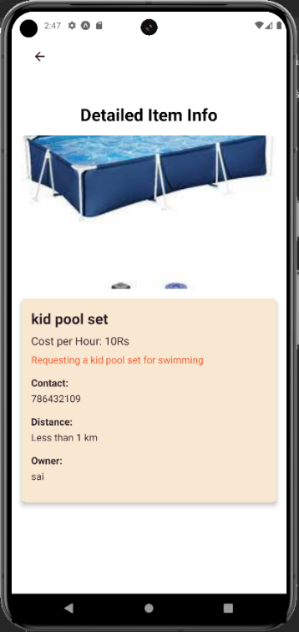 2:47
Detailed Item Info
kid pool set
Cost per Hour: 10Rs
Requesting a kid pool set for swimming
Contact:
786432109
Distance:
Less than 1 km
Owner:
sai